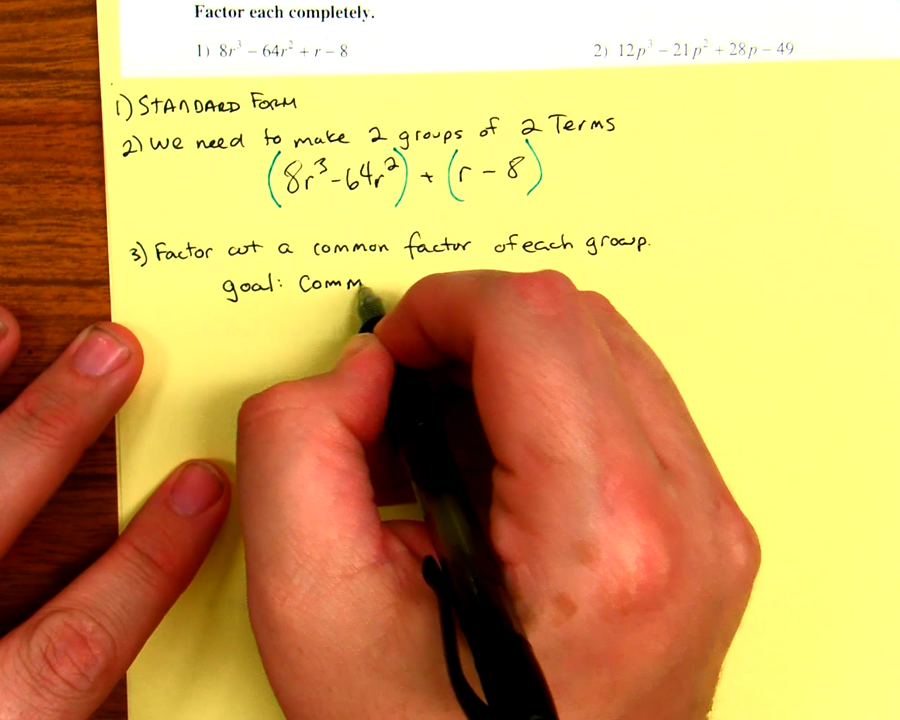 Factor each completely.
1) 8r³ − 64r² + r − 8
2) 12p³ − 21p² + 28p − 49
1) STANDARD FORM
2) We need to make 2 groups of 2 Terms
(8r³-64r²) + (r - 8)
3) Factor out a common factor of each group.
goal: Comm